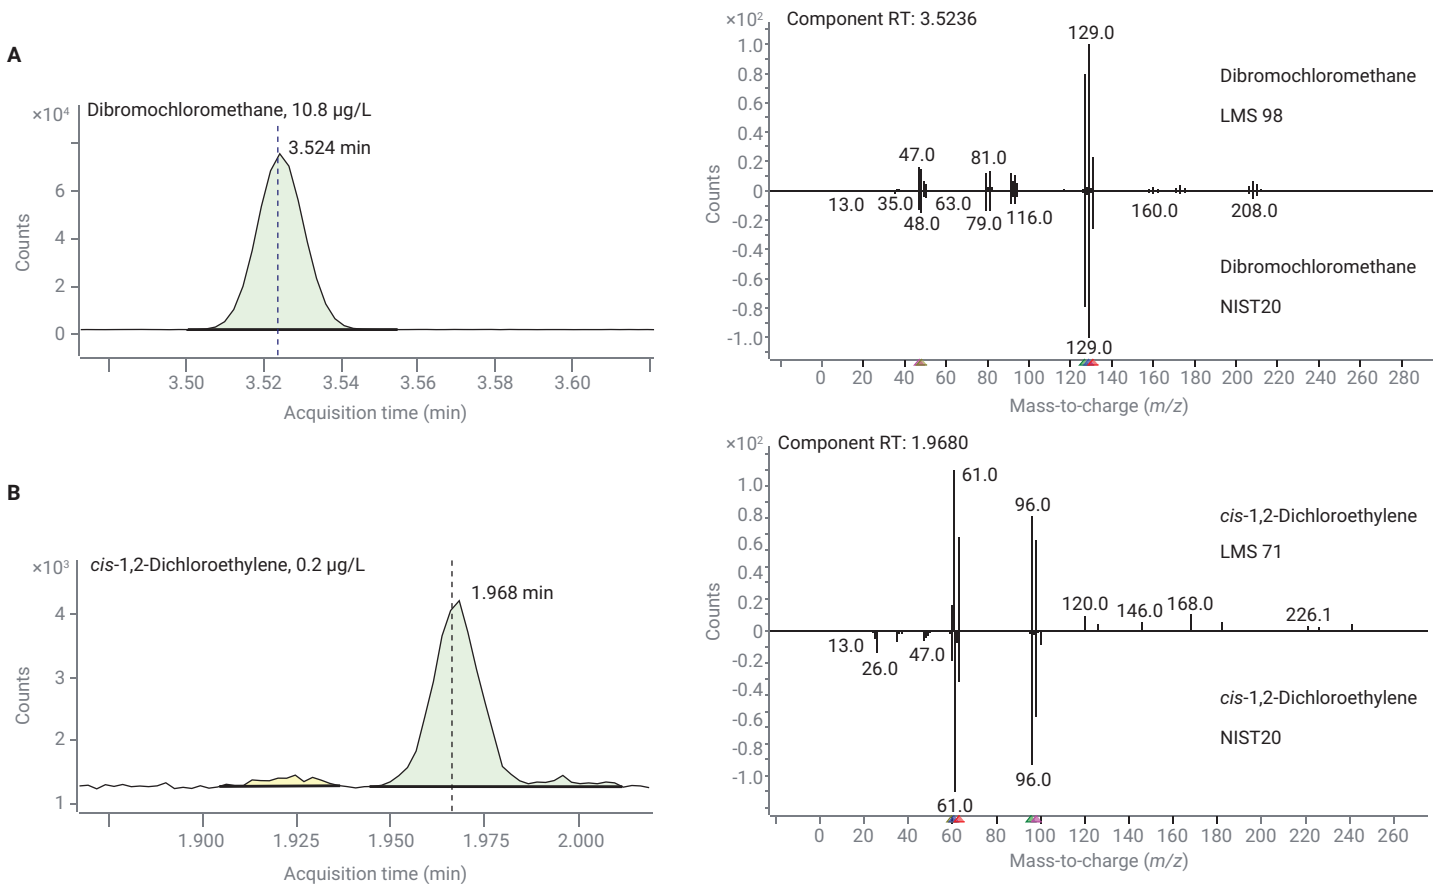 A
×10⁴
Dibromochloromethane, 10.8 µg/L
3.524 min
6
4
2
0
Counts
3.50 3.52 3.54 3.56 3.58 3.60
Acquisition time (min)
×10²
Component RT: 3.5236
129.0
1.0
0.8
0.6
0.4
0.2
0
-0.2
-0.4
-0.6
-0.8
-1..0
Counts
Dibromochloromethane
LMS 98
47.0 81.0
13.0 35.0 48.0 63.0 79.0 116.0 160.0 208.0
Dibromochloromethane
NIST20
129.0
0 20 40 60 80 100 120 140 160 180 200 220 240 260 280
Mass-to-charge (m/z)
B
×10³
cis-1,2-Dichloroethylene, 0.2 µg/L
1.968 min
4
3
2
1
Counts
1.900 1.925 1.950 1.975 2.000
Acquisition time (min)
×10²
Component RT: 1.9680
61.0
96.0
1.0
0.8
0.6
0.4
0.2
0
-0.2
-0.4
-0.6
-0.8
-1.0
Counts
cis-1,2-Dichloroethylene
LMS 71
120.0 146.0 168.0 226.1
13.0 26.0 47.0
cis-1,2-Dichloroethylene
NIST20
96.0
61.0
0 20 40 60 80 100 120 140 160 180 200 220 240 260
Mass-to-charge (m/z)